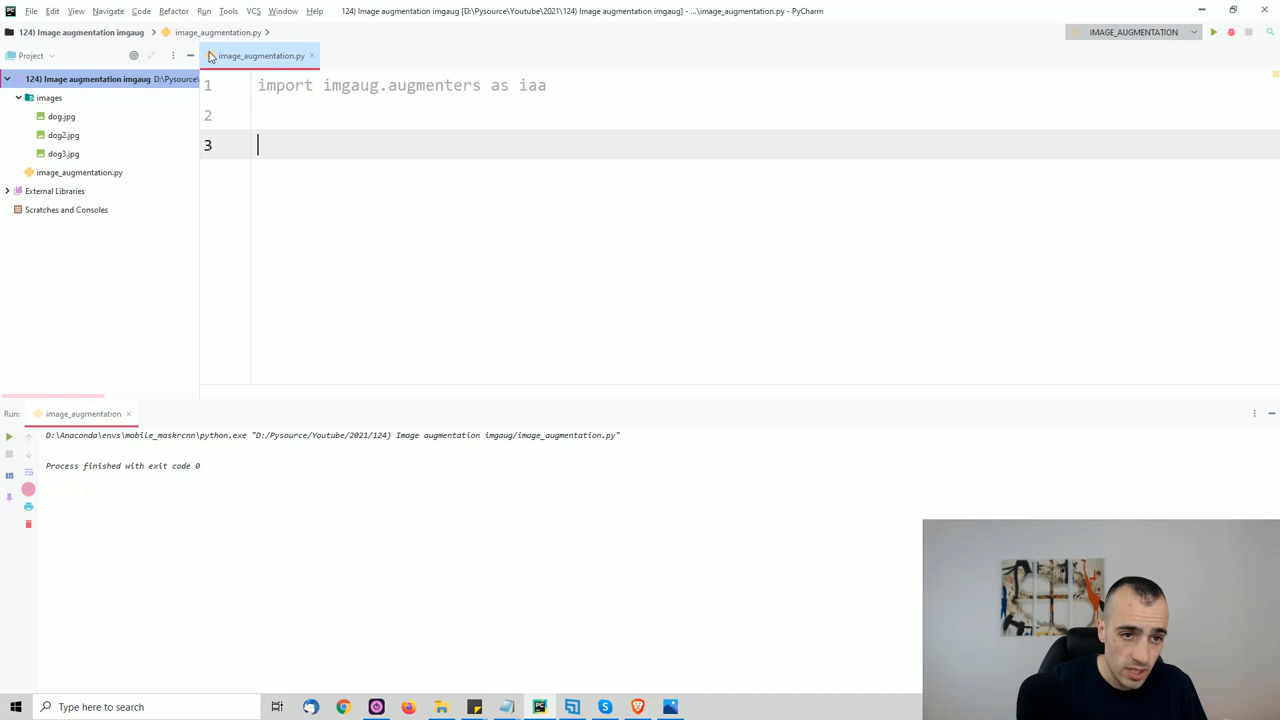 File Edit View Navigate Code Refactor Run Tools VCS Window Help 124) Image augmentation imgaug [D:\Pysource\Youtube\2021\124) Image augmentation imgaug] - ...\image_augmentation.py - PyCharm
124) Image augmentation imgaug image_augmentation.py IMAGE_AUGMENTATION
Project image_augmentation.py
124) Image augmentation imgaug D:\Pysource\
images
dog.jpg
dog2.jpg
dog3.jpg
image_augmentation.py
External Libraries
Scratches and Consoles
1 import imgaug.augmenters as iaa
2
3
Run: image_augmentation
D:\Anaconda\envs\mobile_maskrcnn\python.exe "D:/Pysource/Youtube/2021/124) Image augmentation imgaug/image_augmentation.py"
Process finished with exit code 0
Type here to search